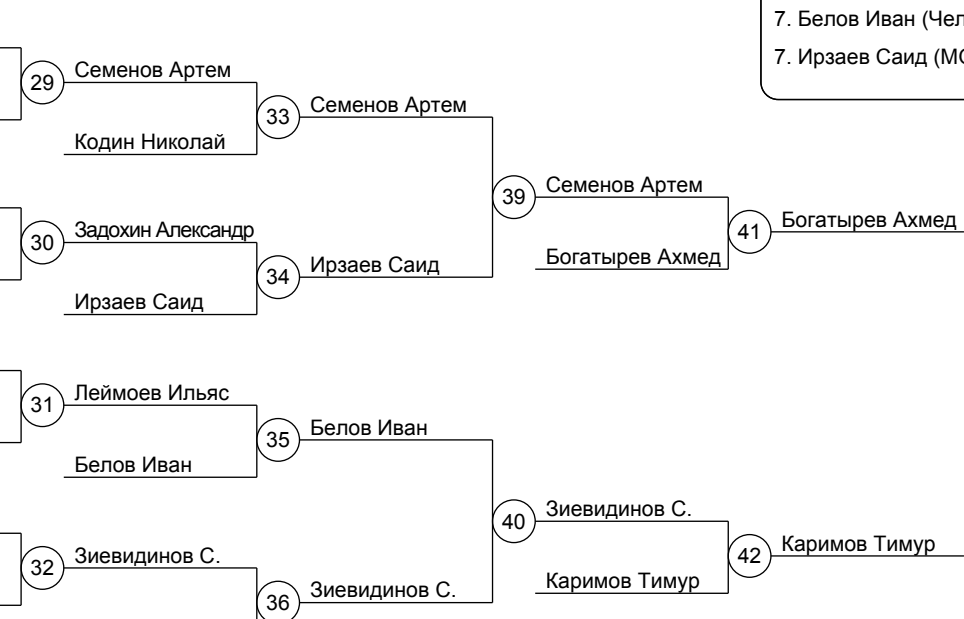 7. Белов Иван
7. Ирзаев Саид
29 Семенов Артем
33 Семенов Артем
Кодин Николай
39 Семенов Артем
30 Задохин Александр
41 Богатырев Ахмед
Богатырев Ахмед
34 Ирзаев Саид
Ирзаев Саид
31 Леймоев Ильяс
35 Белов Иван
Белов Иван
40 Зиевидинов С.
32 Зиевидинов С.
42 Каримов Тимур
Каримов Тимур
36 Зиевидинов С.